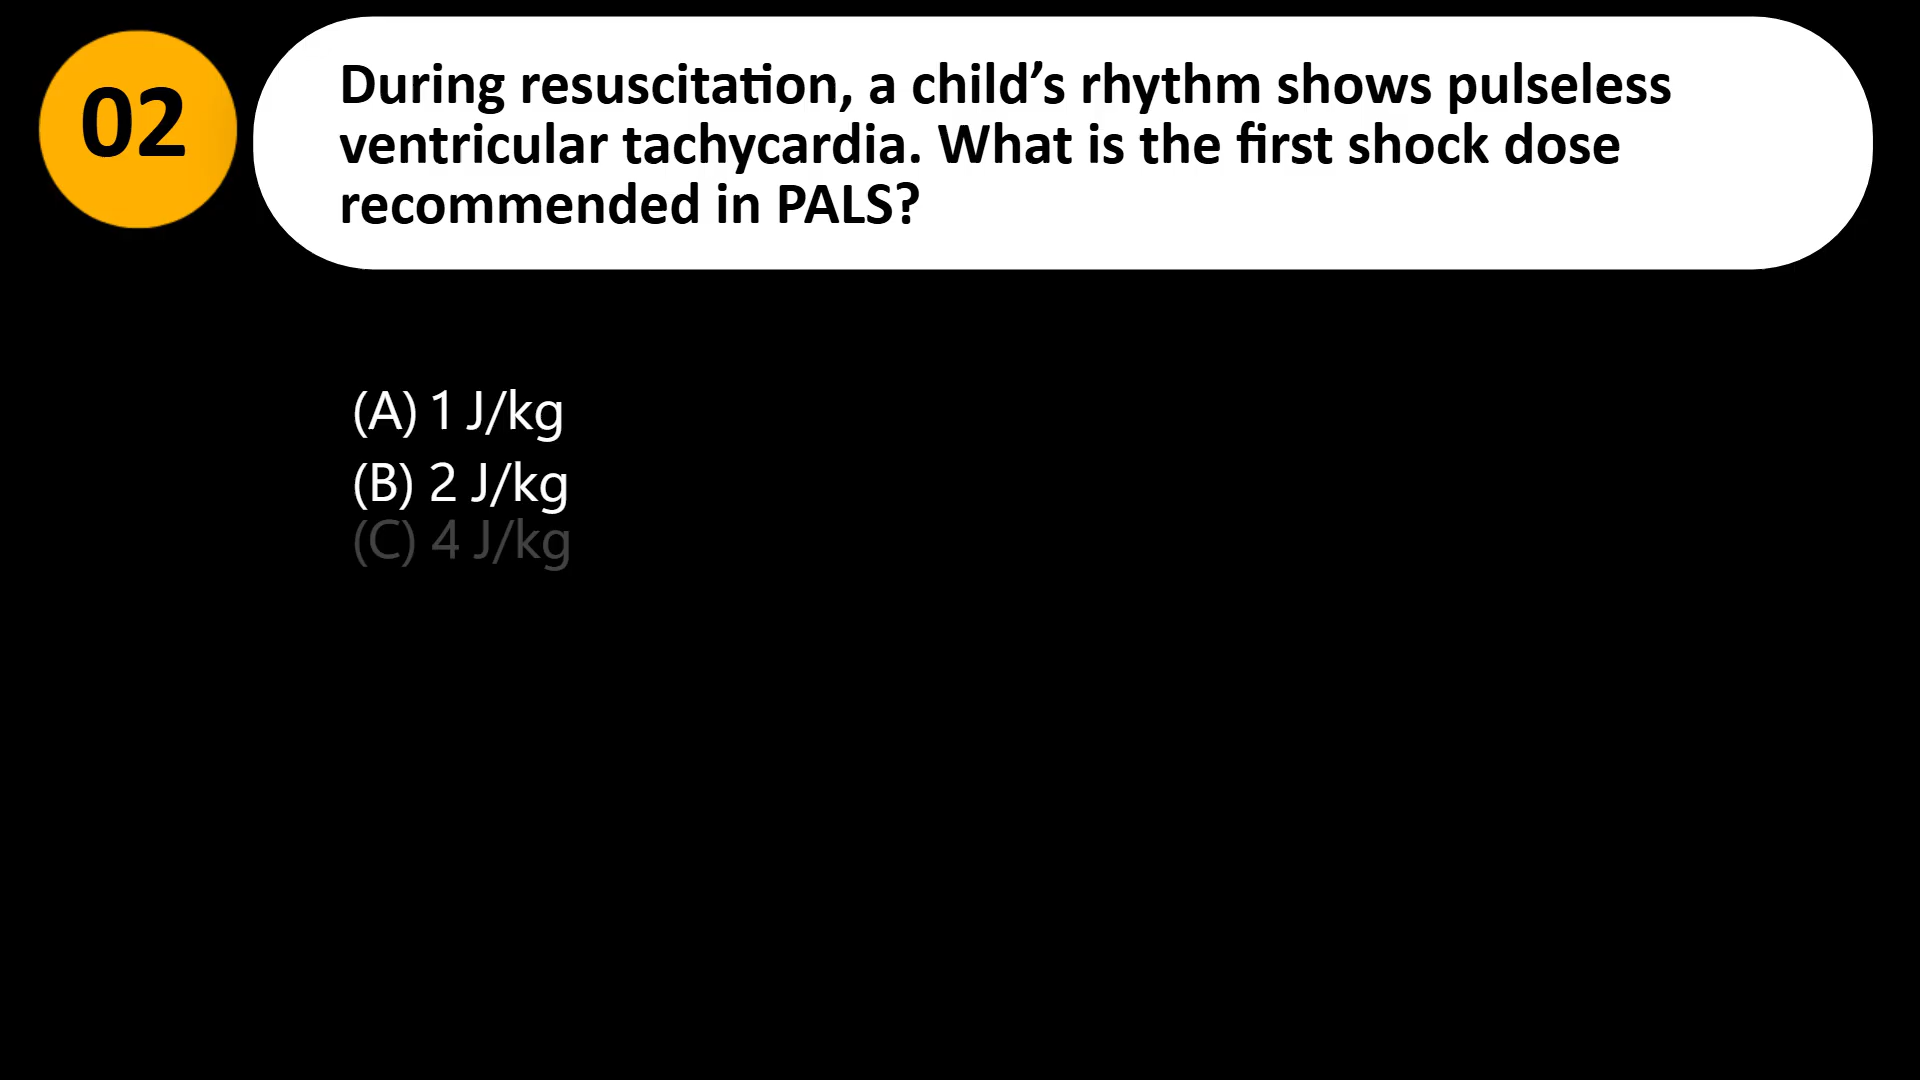 02
During resuscitation, a child’s rhythm shows pulseless
ventricular tachycardia. What is the first shock dose
recommended in PALS?
(A) 1 J/kg
(B) 2 J/kg
(C) 4 J/kg